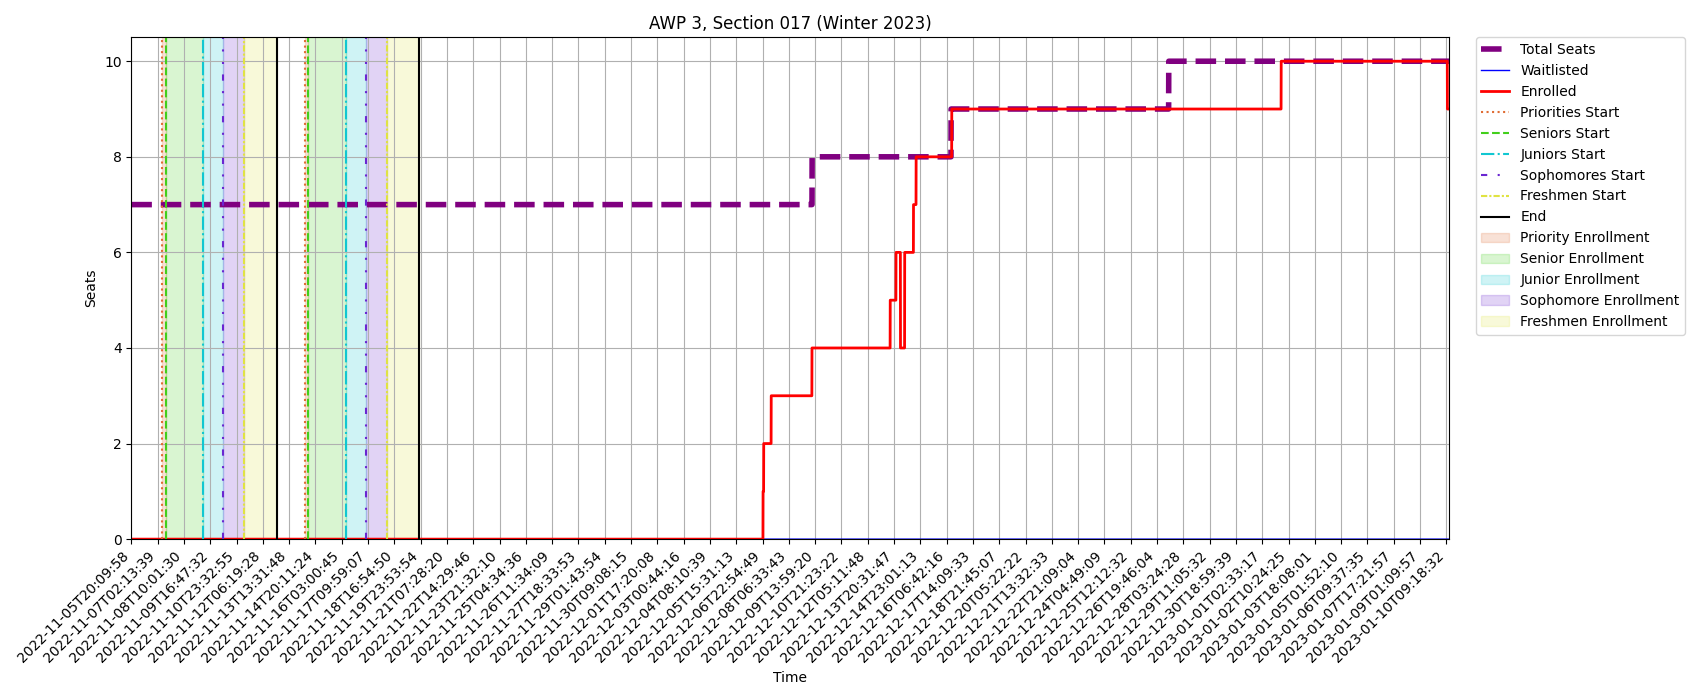 AWP 3, Section 017 (Winter 2023)
Total Seats
Waitlisted
Enrolled
Priorities Start
Seniors Start
Juniors Start
Sophomores Start
Freshmen Start
End
Priority Enrollment
Senior Enrollment
Junior Enrollment
Sophomore Enrollment
Freshmen Enrollment
Seats
10
8
6
4
2
0
2022-11-05T20:09:58
2022-11-07T02:13:39
2022-11-08T10:01:30
2022-11-09T16:47:32
2022-11-10T23:32:55
2022-11-12T06:19:28
2022-11-13T13:31:48
2022-11-14T20:11:24
2022-11-16T03:00:45
2022-11-17T09:59:07
2022-11-18T16:54:50
2022-11-19T23:53:54
2022-11-21T07:28:20
2022-11-22T14:29:46
2022-11-23T21:32:10
2022-11-25T04:34:36
2022-11-26T11:34:09
2022-11-27T18:33:53
2022-11-29T01:43:54
2022-11-30T09:08:15
2022-12-01T17:20:08
2022-12-03T00:44:16
2022-12-04T08:10:39
2022-12-05T15:31:13
2022-12-06T22:54:49
2022-12-08T06:33:43
2022-12-09T13:59:20
2022-12-10T21:23:22
2022-12-12T05:11:48
2022-12-13T20:31:47
2022-12-14T23:01:13
2022-12-16T06:42:16
2022-12-17T14:09:33
2022-12-18T21:45:07
2022-12-20T05:22:22
2022-12-21T13:32:33
2022-12-22T21:09:04
2022-12-24T04:49:09
2022-12-25T12:12:32
2022-12-26T19:46:04
2022-12-28T03:24:28
2022-12-29T11:05:32
2022-12-30T18:59:39
2023-01-01T02:33:17
2023-01-02T10:24:25
2023-01-03T18:08:01
2023-01-05T01:52:10
2023-01-06T09:37:35
2023-01-07T17:21:57
2023-01-09T01:09:57
2023-01-10T09:18:32
Time